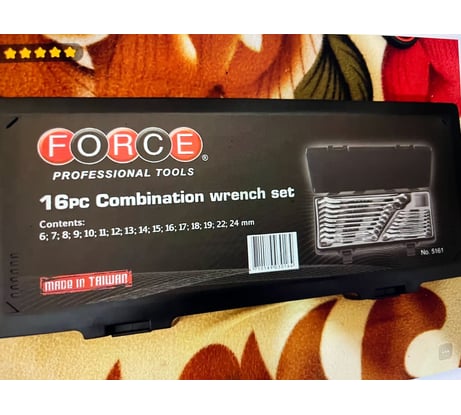 FORCE®
PROFESSIONAL TOOLS
16PC Combination wrench set
Contents:
6; 7; 8; 9; 10; 11; 12; 13; 14; 15; 16; 17; 18; 19; 22; 24 mm
No. 5161
MADE IN TAIWAN